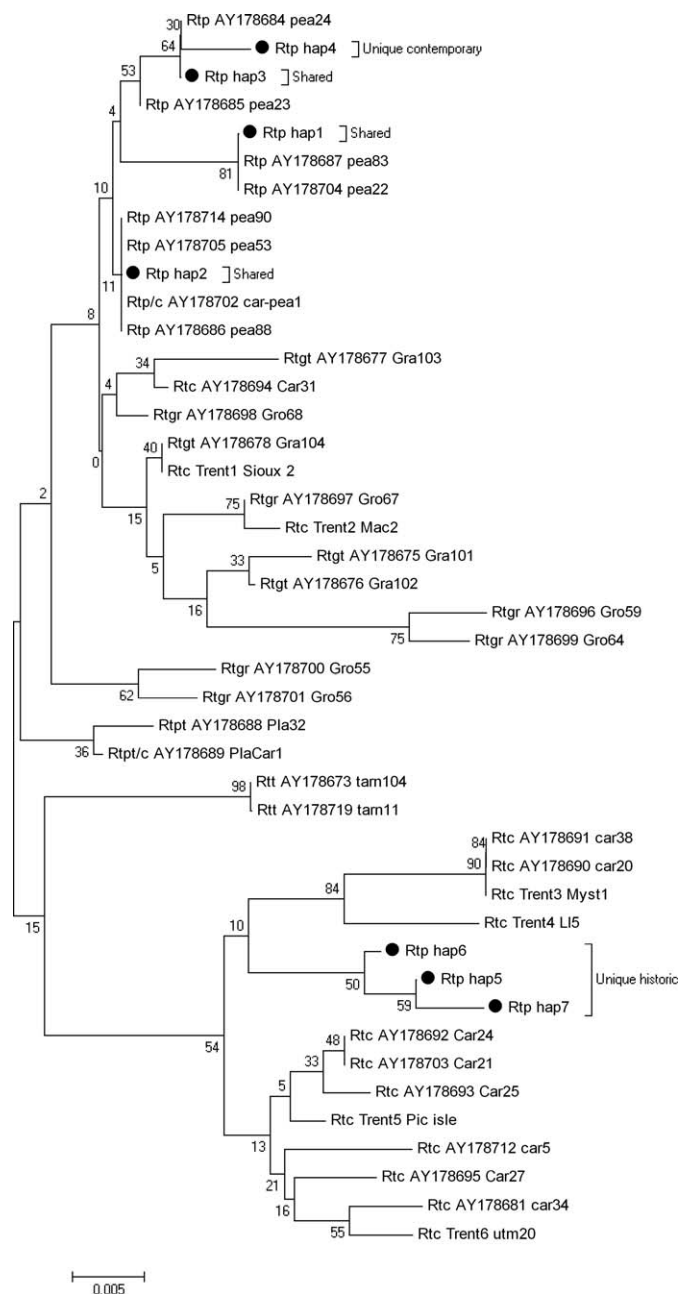 Rtp AY178684 pea24
30
Rtp hap4 Unique contemporary
64
Rtp hap3 Shared
53
Rtp AY178685 pea23
4
Rtp hap1 Shared
Rtp AY178687 pea83
81
Rtp AY178704 pea22
10
Rtp AY178714 pea90
Rtp AY178705 pea53
Rtp hap2 Shared
11
Rtp/c AY178702 car-pea1
8
Rtp AY178686 pea88
Rtgt AY178677 Gra103
34
Rtc AY178694 Car31
4
Rtgr AY178698 Gro68
Rtgt AY178678 Gra104
40
0
Rtc Trent1 Sioux 2
75
Rtgr AY178697 Gro67
15
Rtc Trent2 Mac2
2
Rtgt AY178675 Gra101
33
5
Rtgt AY178676 Gra102
16
Rtgr AY178696 Gro59
75
Rtgr AY178699 Gro64
Rtgr AY178700 Gro55
62
Rtgr AY178701 Gro56
Rtpt AY178688 Pla32
36
Rtpt/c AY178689 PlaCar1
98
Rtt AY178673 tam104
Rtt AY178719 tam11
Rtc AY178691 car38
84
Rtc AY178690 car20
90
Rtc Trent3 Myst1
84
Rtc Trent4 LI5
15
10
Rtp hap6
50
Rtp hap5 Unique historic
59
Rtp hap7
54
Rtc AY178692 Car24
48
Rtc AY178703 Car21
33
Rtc AY178693 Car25
5
Rtc Trent5 Pic isle
13
Rtc AY178712 car5
21
Rtc AY178695 Car27
16
Rtc AY178681 car34
55
Rtc Trent6 utm20
0.005